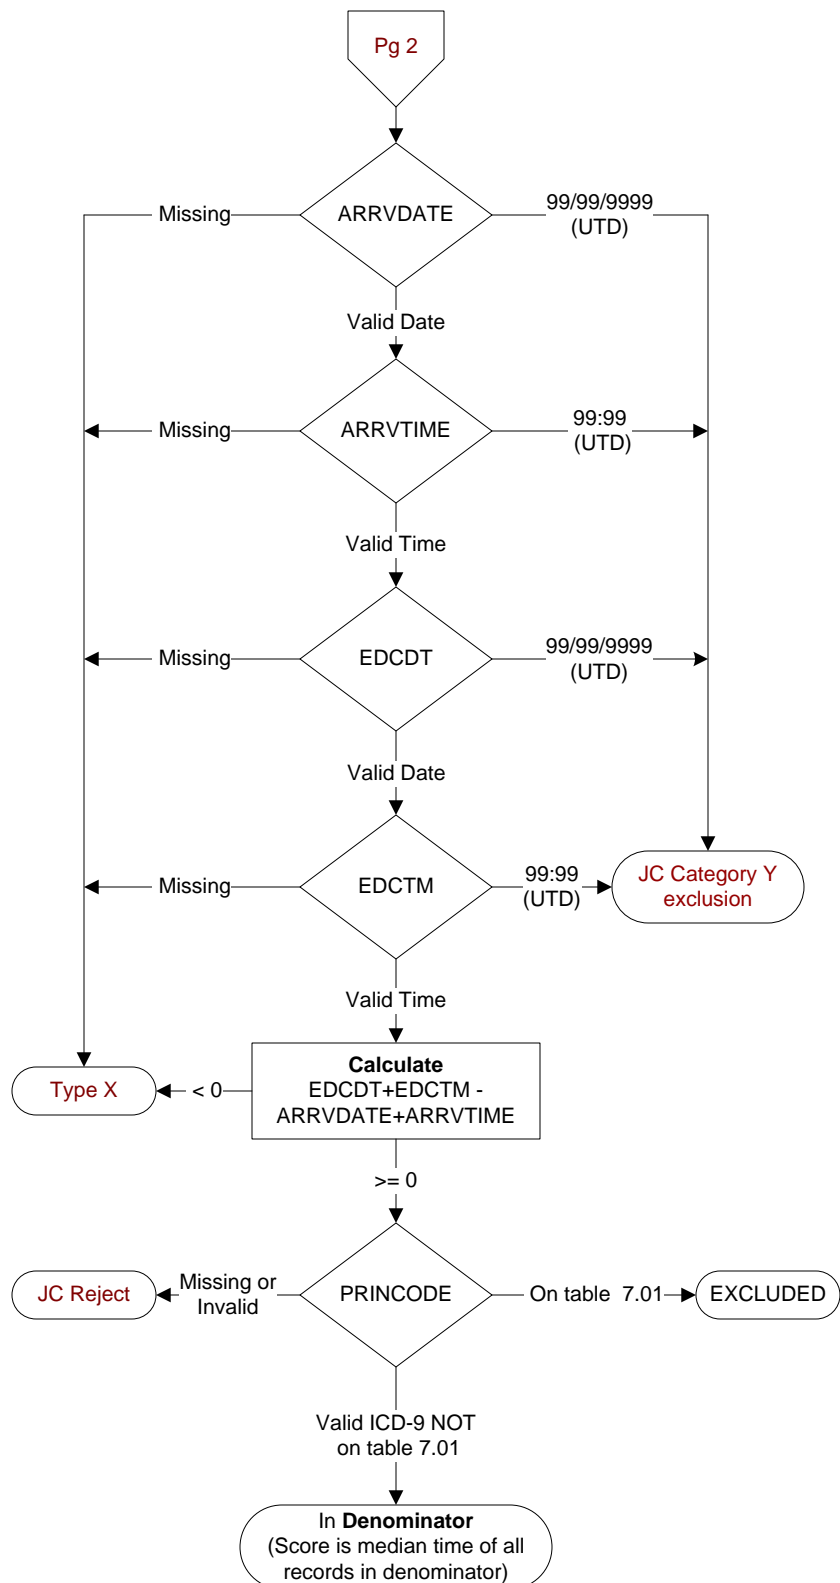 Pg 2
ARRVDATE
Missing
99/99/9999
(UTD)
Valid Date
ARRVTIME
Missing
99:99
(UTD)
Valid Time
EDCDT
Missing
99/99/9999
(UTD)
Valid Date
EDCTM
Missing
99:99
(UTD)
JC Category Y
exclusion
Valid Time
Calculate
EDCDT+EDCTM -
ARRVDATE+ARRVTIME
< 0
Type X
>= 0
PRINCODE
Missing or
Invalid
JC Reject
On table 7.01
EXCLUDED
Valid ICD-9 NOT
on table 7.01
In Denominator
(Score is median time of all
records in denominator)